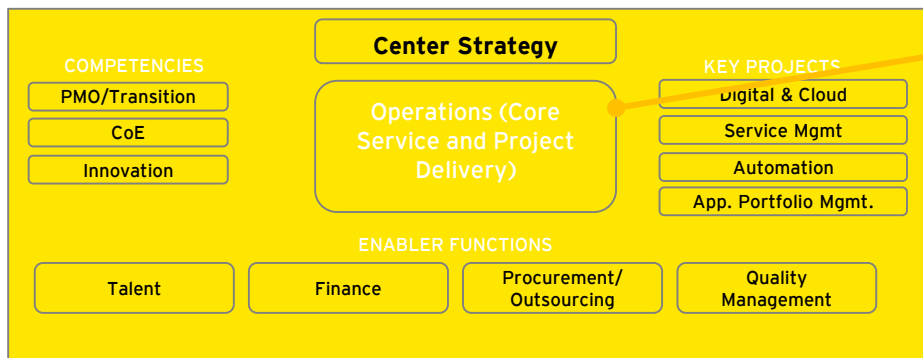 Center Strategy
COMPETENCIES
PMO/Transition
CoE
Innovation
Operations (Core
Service and Project
Delivery)
KEY PROJECTS
Digital & Cloud
Service Mgmt
Automation
App. Portfolio Mgmt.
ENABLER FUNCTIONS
Talent
Finance
Procurement/
Outsourcing
Quality
Management